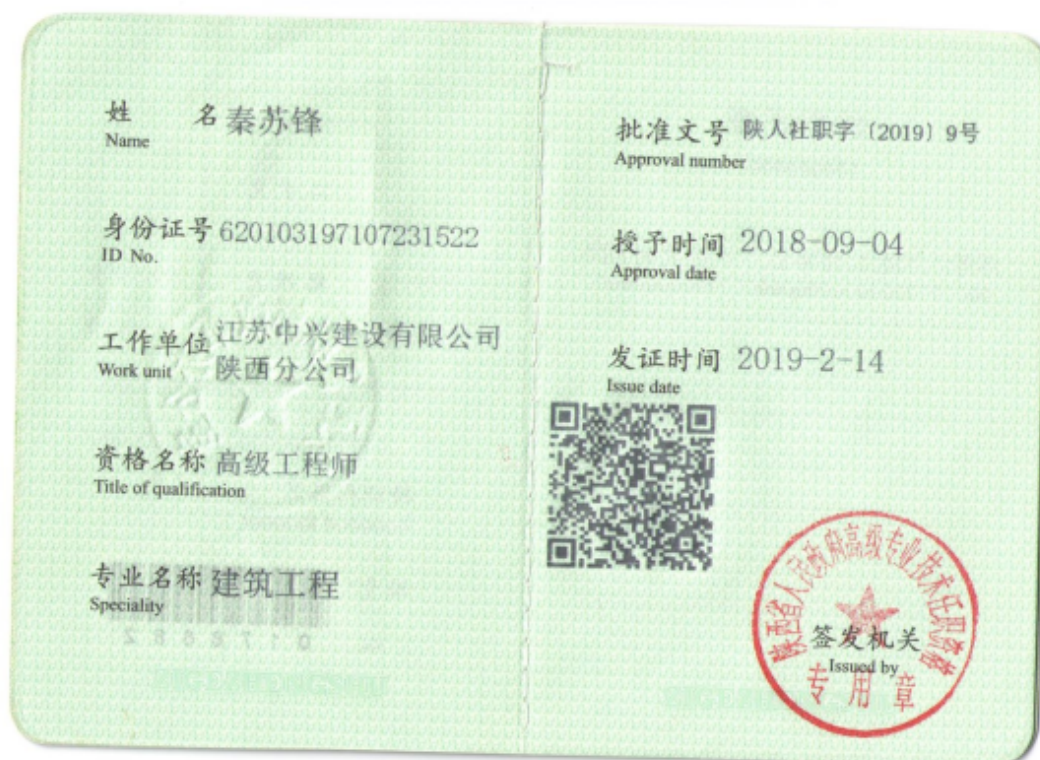 姓 名 秦苏锋
Name
身份证号 620103197107231522
ID No.
工作单位 江苏中兴建设有限公司
Work unit 陕西分公司
资格名称 高级工程师
Title of qualification
专业名称 建筑工程
Speciality
批准文号 陕人社职字〔2019〕9号
Approval number
授予时间 2018-09-04
Approval date
发证时间 2019-2-14
Issue date
陕西省人民政府高级专业技术任职资格
签发机关
Issued by
专用章